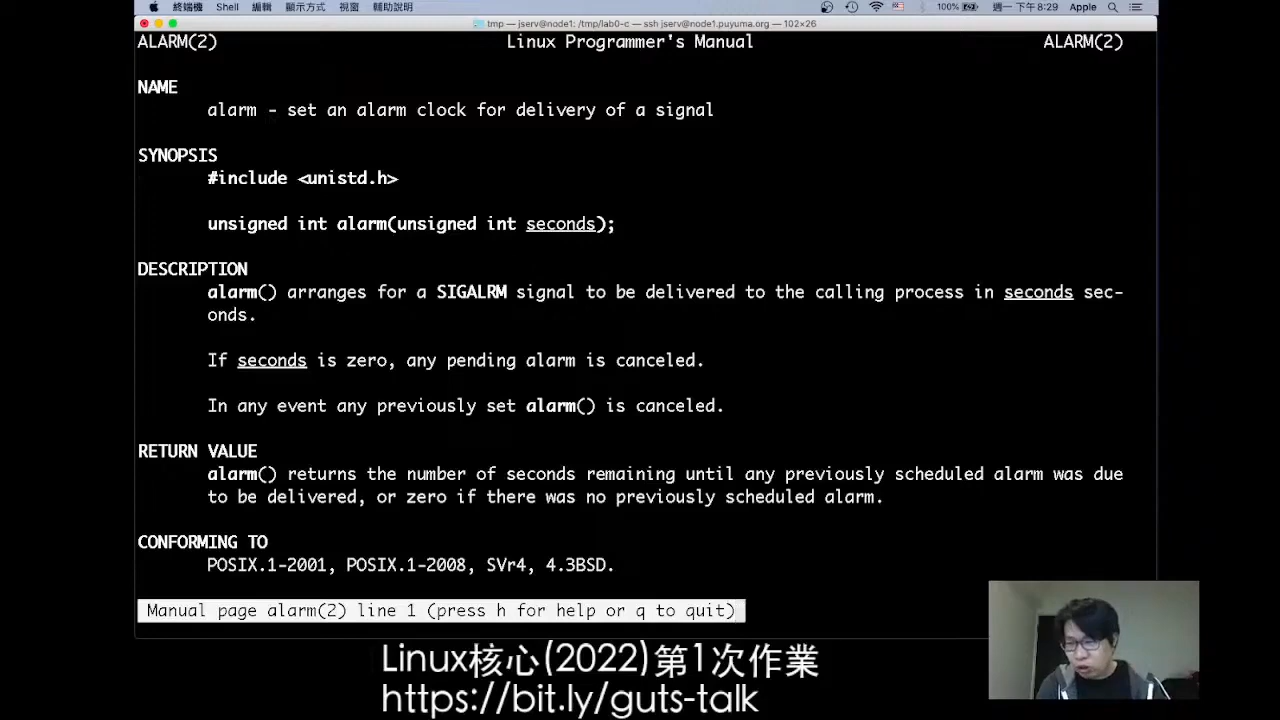 終端機 Shell 編輯 顯示方式 視窗 輔助說明 100% 週一 下午8:29 Apple
tmp — jserv@node1: /tmp/lab0-c — ssh jserv@node1.puyuma.org — 102×26
ALARM(2) Linux Programmer's Manual ALARM(2)
NAME
alarm - set an alarm clock for delivery of a signal
SYNOPSIS
#include <unistd.h>
unsigned int alarm(unsigned int seconds);
DESCRIPTION
alarm() arranges for a SIGALRM signal to be delivered to the calling process in seconds sec-
onds.
If seconds is zero, any pending alarm is canceled.
In any event any previously set alarm() is canceled.
RETURN VALUE
alarm() returns the number of seconds remaining until any previously scheduled alarm was due
to be delivered, or zero if there was no previously scheduled alarm.
CONFORMING TO
POSIX.1-2001, POSIX.1-2008, SVr4, 4.3BSD.
Manual page alarm(2) line 1 (press h for help or q to quit)
Linux核心(2022)第1次作業
https://bit.ly/guts-talk